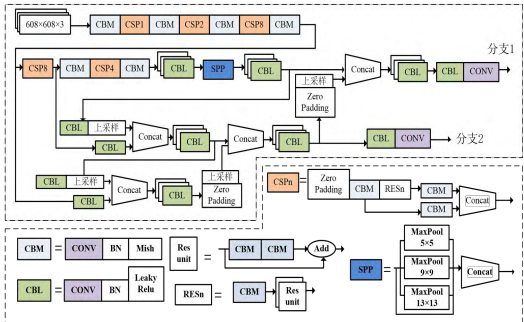 608×608×3 CBM CSP1 CBM CSP2 CBM CSP8 CBM
CSP8 CBM CSP4 CBM CBL SPP CBL
上采样
Zero
Padding
Concat
CBL
CBL CONV
分支1
CBL 上采样
CBL
Concat
CBL
Concat
CBL
CBL CONV
分支2
CBL 上采样
CBL
Concat
CBL
上采样
Zero
Padding
CSPn = Zero
Padding
CBM RESn
CBM
CBM
Concat
CBM = CONV BN Mish
Res
unit
= CBM CBM Add
CBL = CONV BN Leaky
Relu
RESn = CBM Res
unit
SPP =
MaxPool
5×5
MaxPool
9×9
MaxPool
13×13
Concat